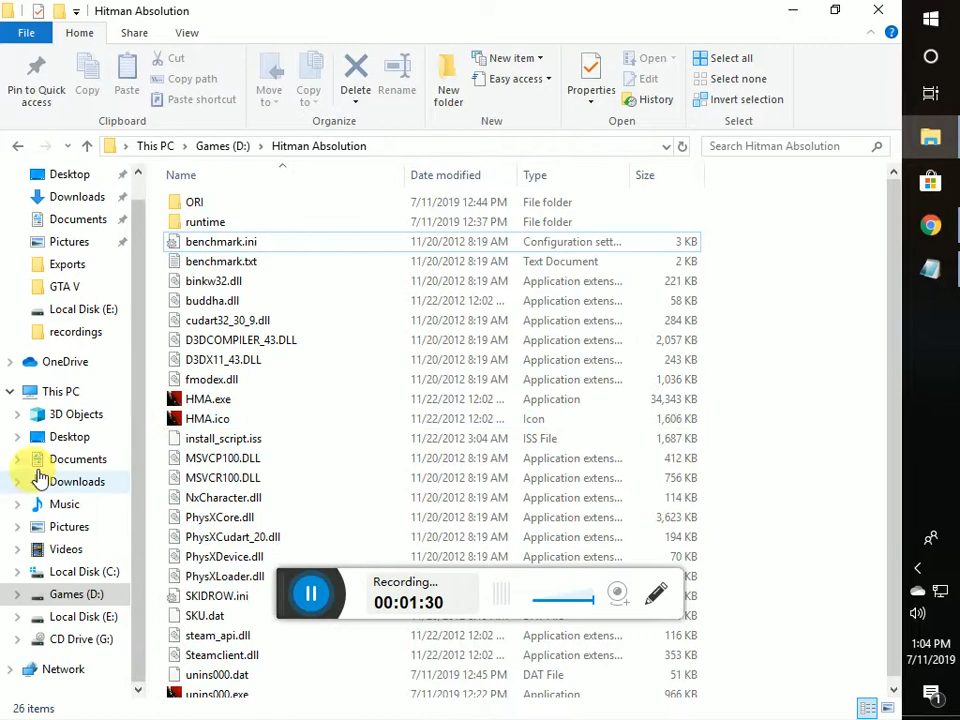 Hitman Absolution
File Home Share View
Pin to Quick access
Copy
Paste
Cut
Copy path
Paste shortcut
Move to
Copy to
Delete
Rename
New folder
New item
Easy access
Properties
Open
Edit
History
Select all
Select none
Invert selection
Clipboard Organize New Open Select
This PC Games (D:) Hitman Absolution
Search Hitman Absolution
Desktop
Downloads
Documents
Pictures
Exports
GTA V
Local Disk (E:)
recordings
OneDrive
This PC
3D Objects
Desktop
Documents
Downloads
Music
Pictures
Videos
Local Disk (C:)
Games (D:)
Local Disk (E:)
CD Drive (G:)
Network
Name Date modified Type Size
ORI 7/11/2019 12:44 PM File folder
runtime 7/11/2019 12:37 PM File folder
benchmark.ini 11/20/2012 8:19 AM Configuration sett... 3 KB
benchmark.txt 11/20/2012 8:19 AM Text Document 2 KB
binkw32.dll 11/20/2012 8:19 AM Application extens... 221 KB
buddha.dll 11/22/2012 12:02 ... Application extens... 58 KB
cudart32_30_9.dll 11/20/2012 8:19 AM Application extens... 284 KB
D3DCOMPILER_43.DLL 11/20/2012 8:19 AM Application extens... 2,057 KB
D3DX11_43.DLL 11/20/2012 8:19 AM Application extens... 243 KB
fmodex.dll 11/20/2012 8:19 AM Application extens... 1,036 KB
HMA.exe 11/22/2012 12:02 ... Application 34,343 KB
HMA.ico 11/22/2012 12:02 ... Icon 1,606 KB
install_script.iss 11/22/2012 3:04 AM ISS File 1,687 KB
MSVCP100.DLL 11/20/2012 8:19 AM Application extens... 412 KB
MSVCR100.DLL 11/20/2012 8:19 AM Application extens... 756 KB
NxCharacter.dll 11/20/2012 8:19 AM Application extens... 114 KB
PhysXCore.dll 11/20/2012 8:19 AM Application extens... 3,623 KB
PhysXCudart_20.dll 11/20/2012 8:19 AM Application extens... 194 KB
PhysXDevice.dll 11/20/2012 8:19 AM Application extens... 70 KB
PhysXLoader.dll
SKIDROW.ini
SKU.dat
steam_api.dll 11/22/2012 12:02 ... Application extens... 116 KB
Steamclient.dll 11/22/2012 12:02 ... Application extens... 353 KB
unins000.dat 7/11/2019 12:45 PM DAT File 51 KB
unins000.exe 7/11/2019 12:22 PM Application 966 KB
Recording...
00:01:30
26 items
1:04 PM
7/11/2019
1